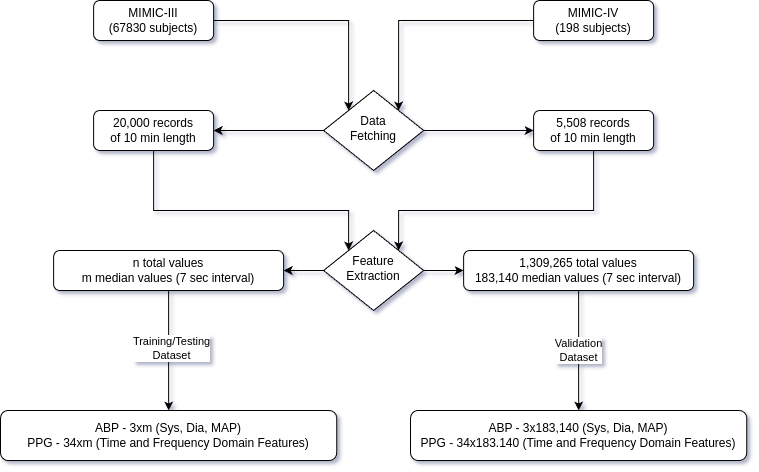 MIMIC-III
(67830 subjects)
MIMIC-IV
(198 subjects)
Data
Fetching
20,000 records
of 10 min length
5,508 records
of 10 min length
Feature
Extraction
n total values
m median values (7 sec interval)
1,309,265 total values
183,140 median values (7 sec interval)
Training/Testing
Dataset
Validation
Dataset
ABP - 3xm (Sys, Dia, MAP)
PPG - 34xm (Time and Frequency Domain Features)
ABP - 3x183,140 (Sys, Dia, MAP)
PPG - 34x183.140 (Time and Frequency Domain Features)